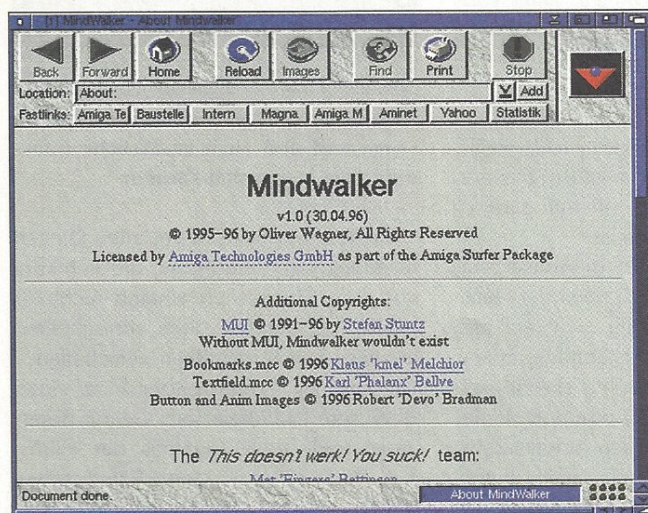 [1] MindWalker - About Mindwalker
Back Forward Home Reload Images Find Print Stop
Location: About: Add
Fastlinks: Amiga Te Baustelle Intern Magna Amiga M Aminet Yahoo Statistik
Mindwalker
v1.0 (30.04.96)
© 1995-96 by Oliver Wagner, All Rights Reserved
Licensed by Amiga Technologies GmbH as part of the Amiga Surfer Package
Additional Copyrights:
MUI © 1991-96 by Stefan Stuntz
Without MUI, Mindwalker wouldn't exist
Bookmarks.mcc © 1996 Klaus 'kmel' Melchior
Textfield.mcc © 1996 Karl 'Phalanx' Bellve
Button and Anim Images © 1996 Robert 'Devo' Bradman
The This doesn't werk! You suck! team:
Mat 'Fingers' Bettinson
Document done. About MindWalker